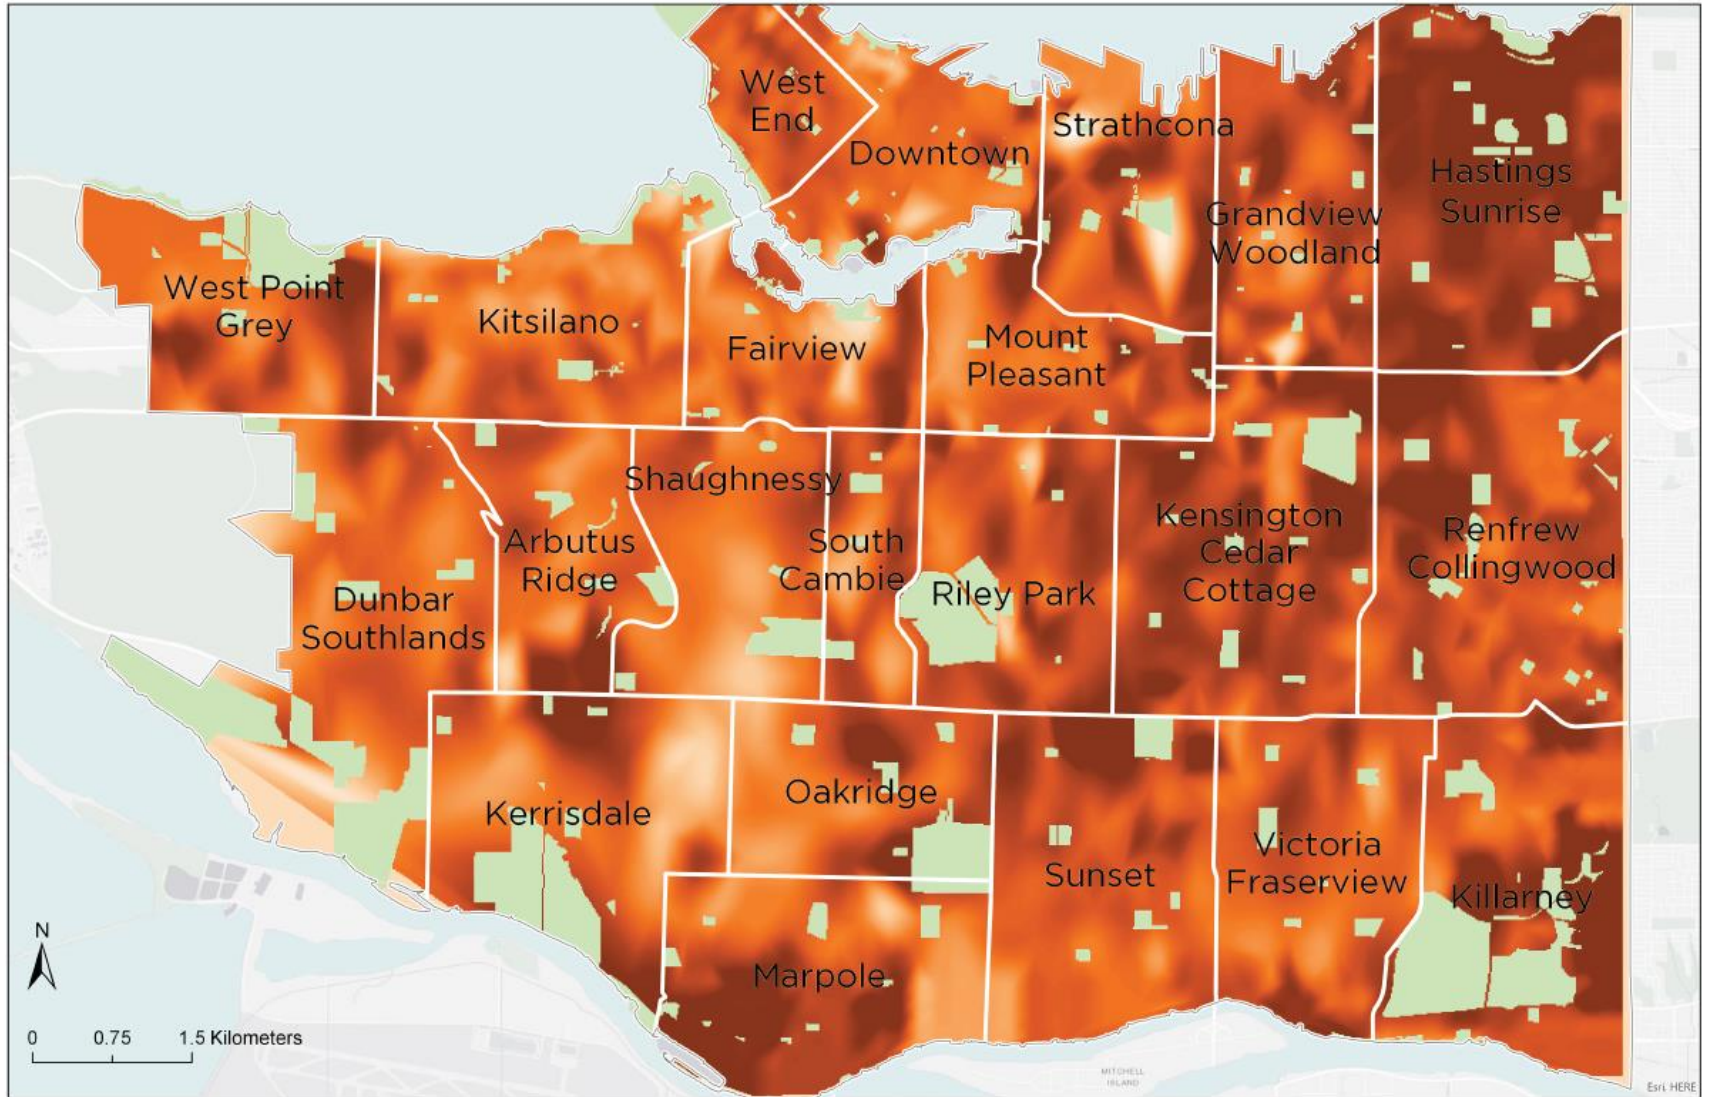 West
End
Downtown
Strathcona
Hastings
Sunrise
Grandview
Woodland
West Point
Grey
Kitsilano
Fairview
Mount
Pleasant
Shaughnessy
Arbutus
Ridge
South
Cambie
Riley Park
Kensington
Cedar
Cottage
Renfrew
Collingwood
Dunbar
Southlands
Kerrisdale
Oakridge
Sunset
Victoria
Fraserview
Killarney
Marpole
N
0 0.75 1.5 Kilometers
MITCHELL
ISLAND
Esri, HERE